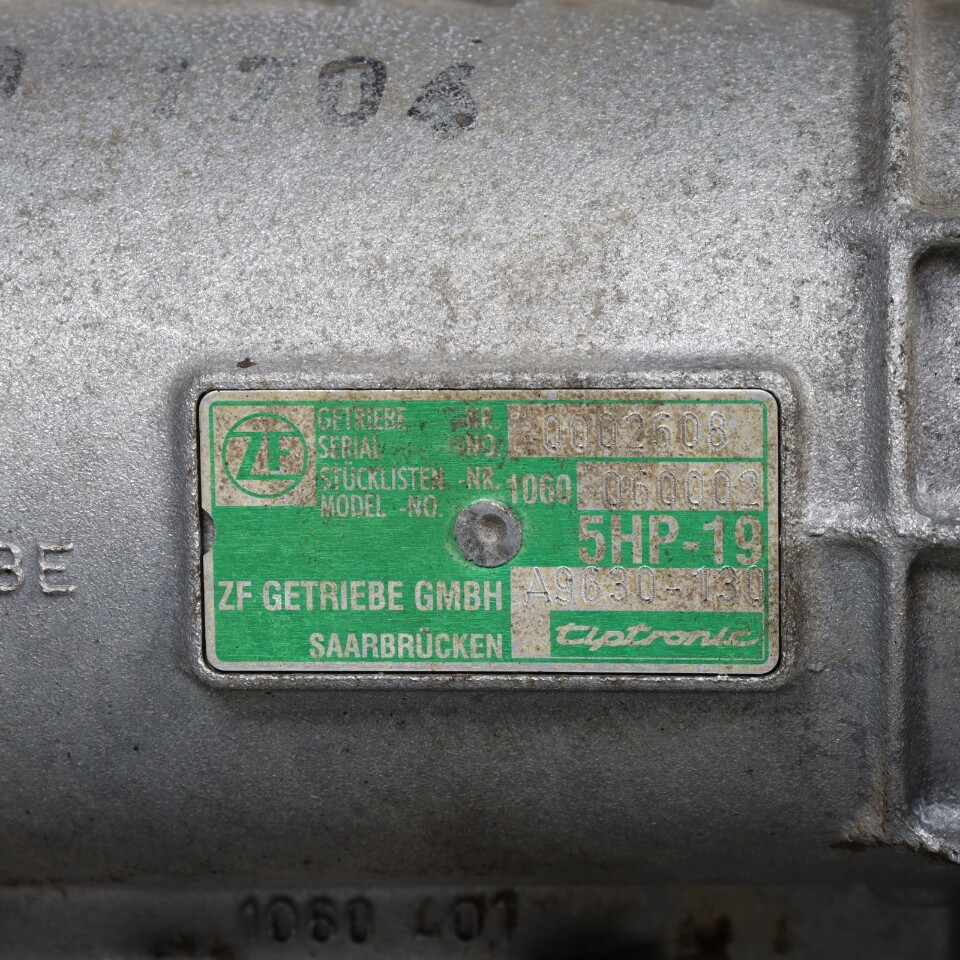 1704
ZF
GETRIEBE -NR. 0002608
SERIAL -NO.
STÜCKLISTEN -NR. 1060 060002
MODEL -NO.
5HP-19
BE
ZF GETRIEBE GMBH A9630-130
SAARBRÜCKEN tiptronic
1060 401